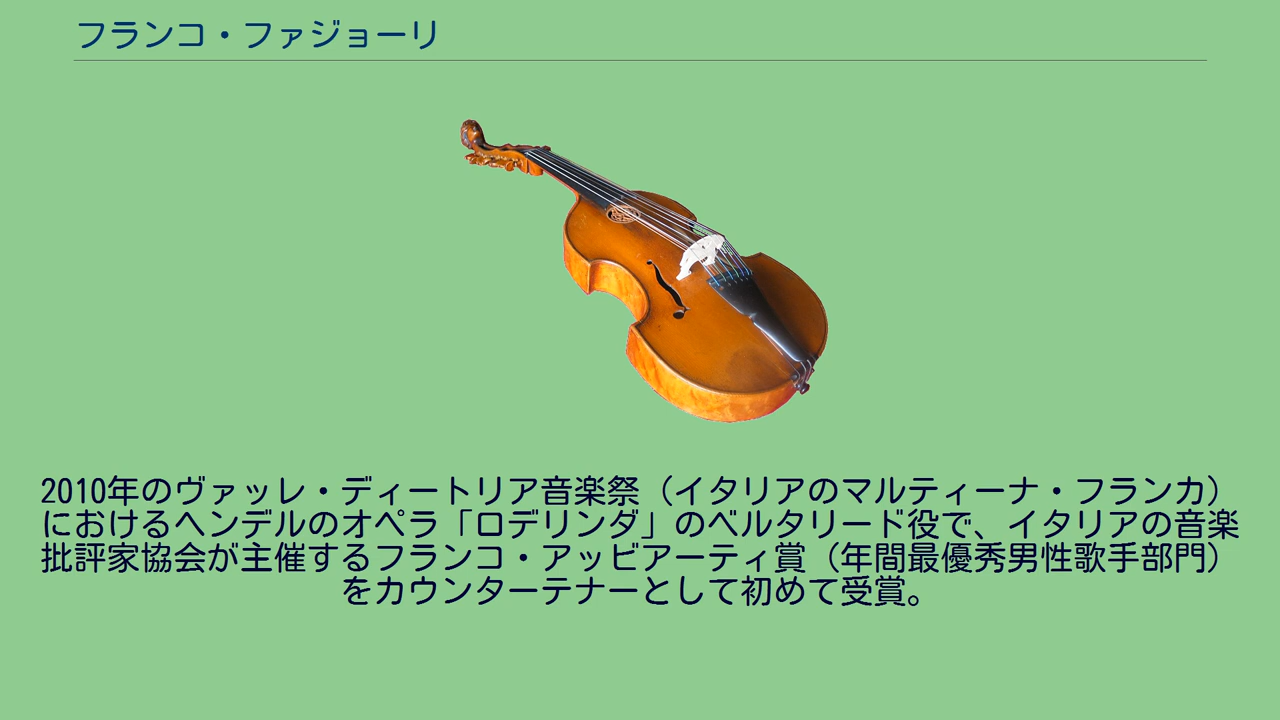 フランコ・ファジョーリ
2010年のヴァッレ・ディートリア音楽祭（イタリアのマルティーナ・フランカ）
におけるヘンデルのオペラ「ロデリンダ」のベルタリード役で、イタリアの音楽
批評家協会が主催するフランコ・アッビアーティ賞（年間最優秀男性歌手部門）
をカウンターテナーとして初めて受賞。